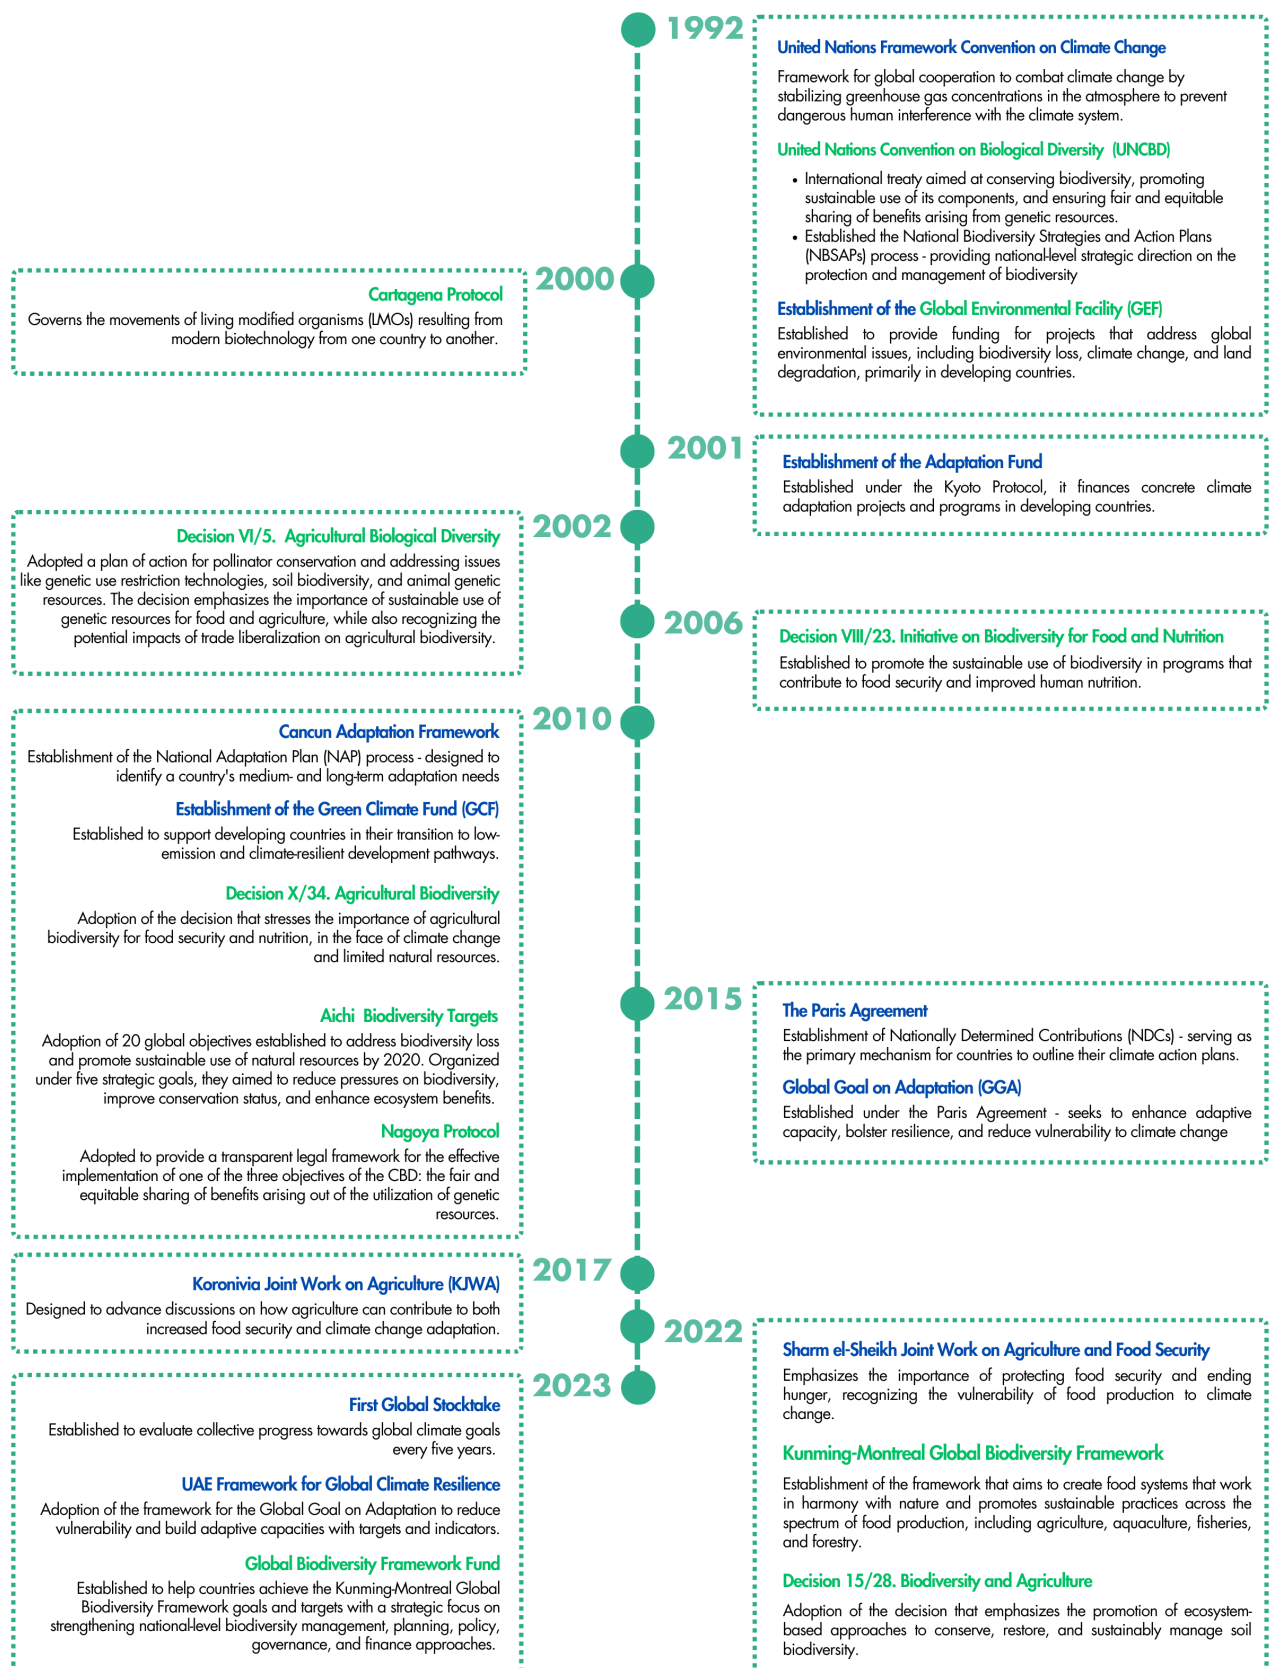 1992
United Nations Framework Convention on Climate Change
Framework for global cooperation to combat climate change by
stabilizing greenhouse gas concentrations in the atmosphere to prevent
dangerous human interference with the climate system.
United Nations Convention on Biological Diversity (UNCBD)
• International treaty aimed at conserving biodiversity, promoting
sustainable use of its components, and ensuring fair and equitable
sharing of benefits arising from genetic resources.
• Established the National Biodiversity Strategies and Action Plans
(NBSAPs) process - providing national-level strategic direction on the
protection and management of biodiversity
Establishment of the Global Environmental Facility (GEF)
Established to provide funding for projects that address global
environmental issues, including biodiversity loss, climate change, and land
degradation, primarily in developing countries.
2000
Cartagena Protocol
Governs the movements of living modified organisms (LMOs) resulting from
modern biotechnology from one country to another.
2001
Establishment of the Adaptation Fund
Established under the Kyoto Protocol, it finances concrete climate
adaptation projects and programs in developing countries.
2002
Decision VI/5. Agricultural Biological Diversity
Adopted a plan of action for pollinator conservation and addressing issues
like genetic use restriction technologies, soil biodiversity, and animal genetic
resources. The decision emphasizes the importance of sustainable use of
genetic resources for food and agriculture, while also recognizing the
potential impacts of trade liberalization on agricultural biodiversity.
2006
Decision VIII/23. Initiative on Biodiversity for Food and Nutrition
Established to promote the sustainable use of biodiversity in programs that
contribute to food security and improved human nutrition.
2010
Cancun Adaptation Framework
Establishment of the National Adaptation Plan (NAP) process - designed to
identify a country's medium- and long-term adaptation needs
Establishment of the Green Climate Fund (GCF)
Established to support developing countries in their transition to low-
emission and climate-resilient development pathways.
Decision X/34. Agricultural Biodiversity
Adoption of the decision that stresses the importance of agricultural
biodiversity for food security and nutrition, in the face of climate change
and limited natural resources.
Aichi Biodiversity Targets
Adoption of 20 global objectives established to address biodiversity loss
and promote sustainable use of natural resources by 2020. Organized
under five strategic goals, they aimed to reduce pressures on biodiversity,
improve conservation status, and enhance ecosystem benefits.
Nagoya Protocol
Adopted to provide a transparent legal framework for the effective
implementation of one of the three objectives of the CBD: the fair and
equitable sharing of benefits arising out of the utilization of genetic
resources.
2015
The Paris Agreement
Establishment of Nationally Determined Contributions (NDCs) - serving as
the primary mechanism for countries to outline their climate action plans.
Global Goal on Adaptation (GGA)
Established under the Paris Agreement - seeks to enhance adaptive
capacity, bolster resilience, and reduce vulnerability to climate change
2017
Koronivia Joint Work on Agriculture (KJWA)
Designed to advance discussions on how agriculture can contribute to both
increased food security and climate change adaptation.
2022
Sharm el-Sheikh Joint Work on Agriculture and Food Security
Emphasizes the importance of protecting food security and ending
hunger, recognizing the vulnerability of food production to climate
change.
Kunming-Montreal Global Biodiversity Framework
Establishment of the framework that aims to create food systems that work
in harmony with nature and promotes sustainable practices across the
spectrum of food production, including agriculture, aquaculture, fisheries,
and forestry.
Decision 15/28. Biodiversity and Agriculture
Adoption of the decision that emphasizes the promotion of ecosystem-
based approaches to conserve, restore, and sustainably manage soil
biodiversity.
2023
First Global Stocktake
Established to evaluate collective progress towards global climate goals
every five years.
UAE Framework for Global Climate Resilience
Adoption of the framework for the Global Goal on Adaptation to reduce
vulnerability and build adaptive capacities with targets and indicators.
Global Biodiversity Framework Fund
Established to help countries achieve the Kunming-Montreal Global
Biodiversity Framework goals and targets with a strategic focus on
strengthening national-level biodiversity management, planning, policy,
governance, and finance approaches.